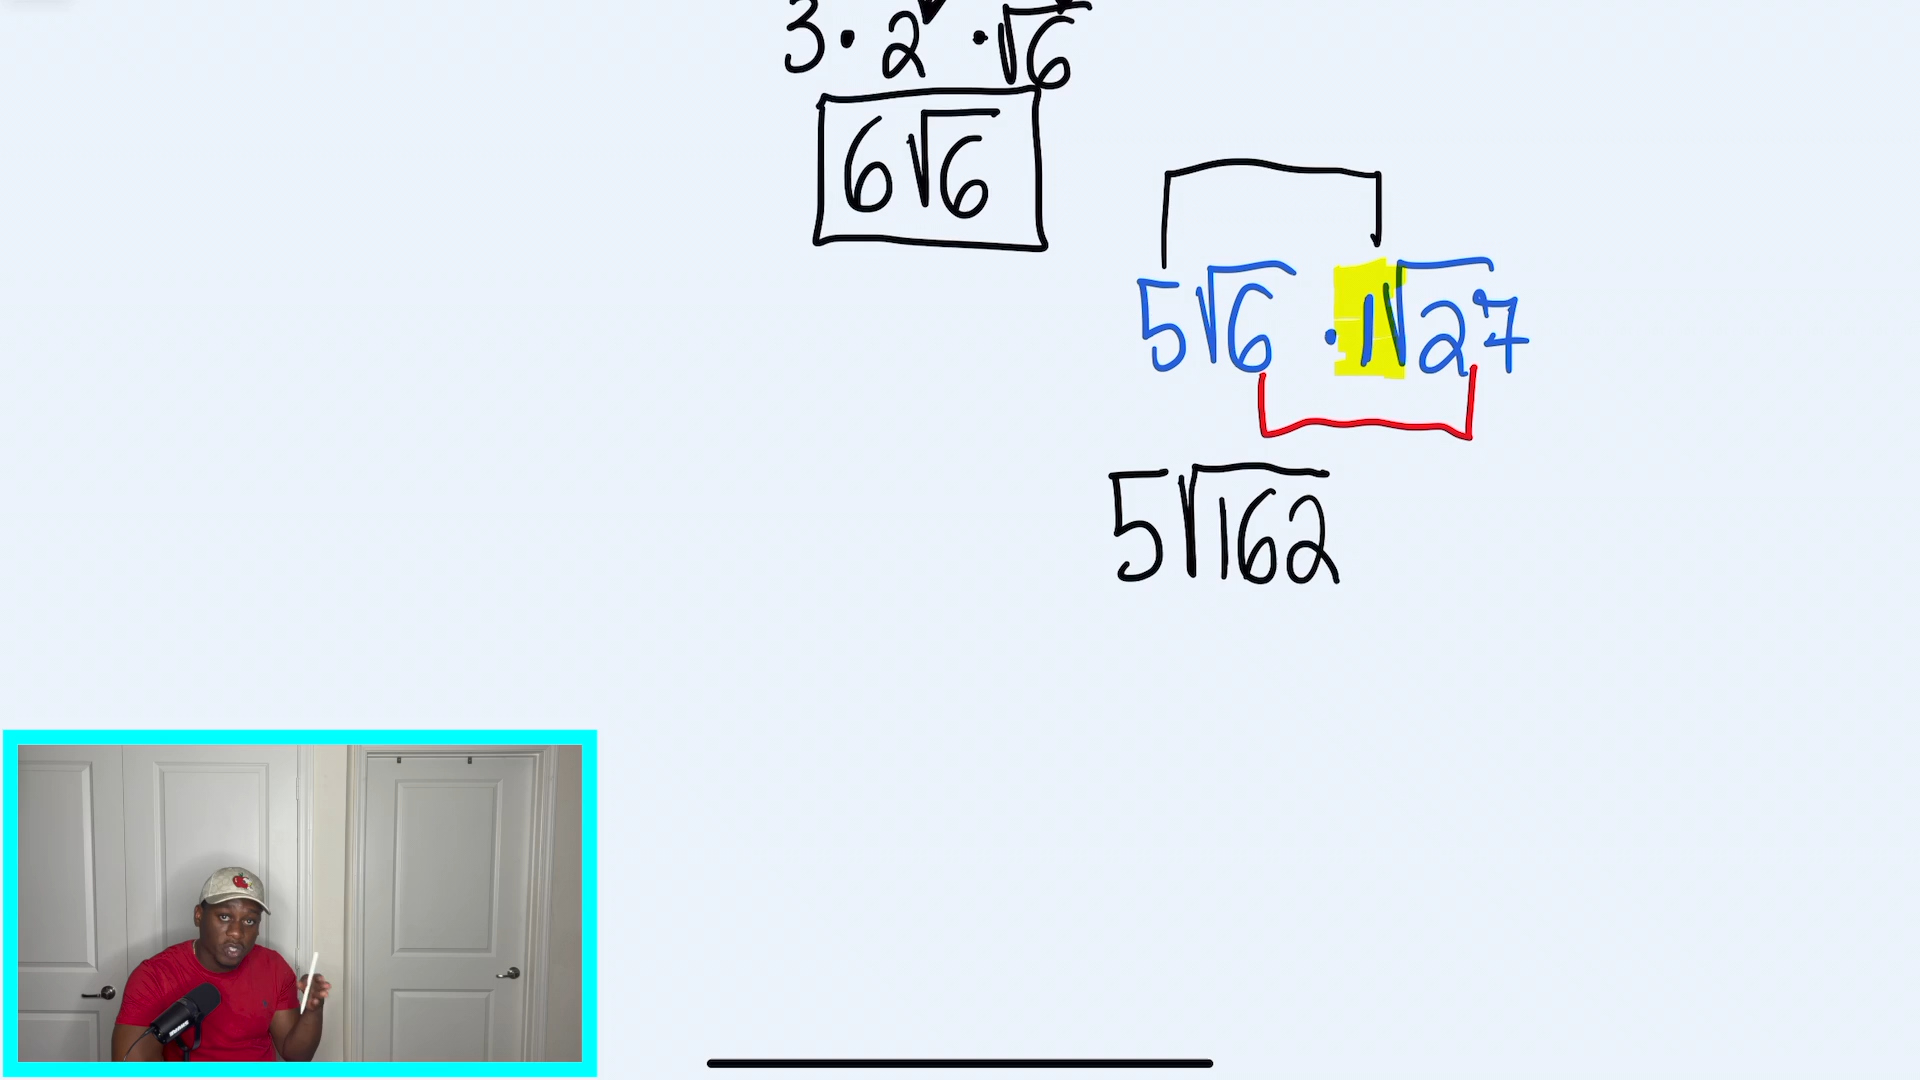 3 · 2 · √6
6√6
5√6 · 1√27
5√162